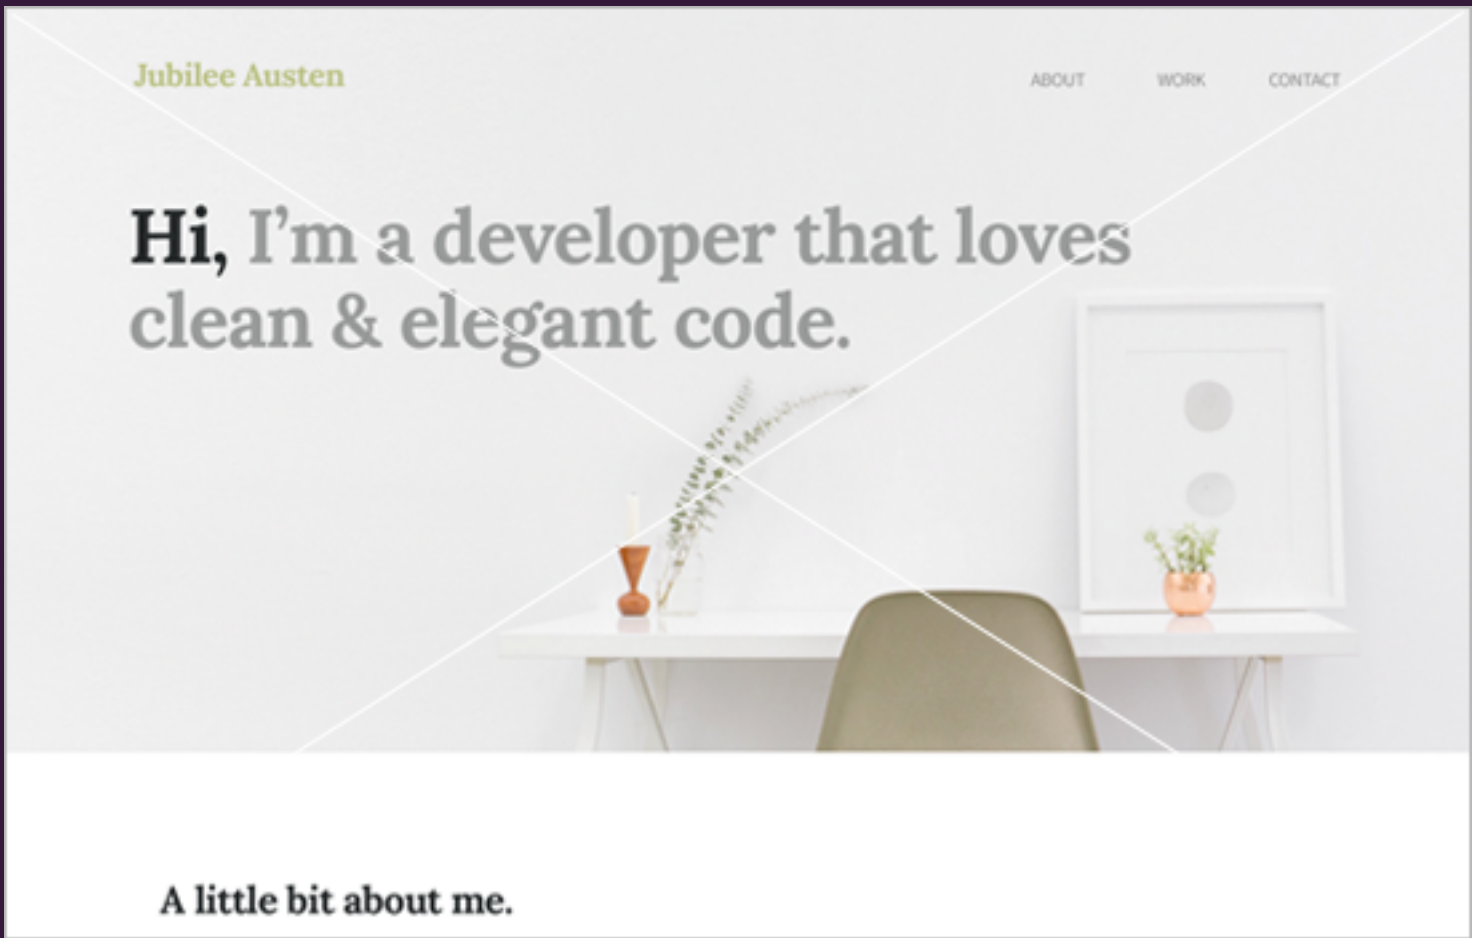 Jubilee Austen
ABOUT WORK CONTACT
Hi, I’m a developer that loves
clean & elegant code.
A little bit about me.